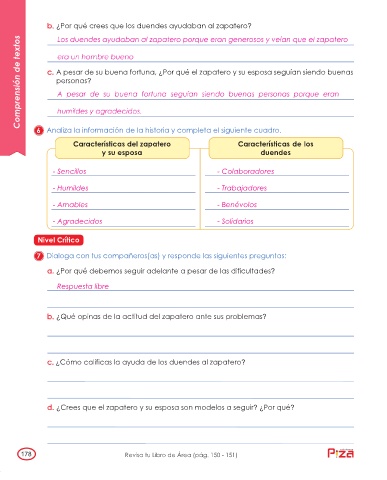 Comprensión de textos
b. ¿Por qué crees que los duendes ayudaban al zapatero?
Los duendes ayudaban al zapatero porque eran generosos y veían que el zapatero
era un hombre bueno
c. A pesar de su buena fortuna, ¿Por qué el zapatero y su esposa seguían siendo buenas
personas?
A pesar de su buena fortuna seguían siendo buenas personas porque eran
humildes y agradecidos.
6 Analiza la información de la historia y completa el siguiente cuadro.
Características del zapatero
y su esposa
Características de los
duendes
- Sencillos
- Colaboradores
- Humildes
- Trabajadores
- Amables
- Benévolos
- Agradecidos
- Solidarios
Nivel Crítico
7 Dialoga con tus compañeros(as) y responde las siguientes preguntas:
a. ¿Por qué debemos seguir adelante a pesar de las dificultades?
Respuesta libre
b. ¿Qué opinas de la actitud del zapatero ante sus problemas?
c. ¿Cómo calificas la ayuda de los duendes al zapatero?
d. ¿Crees que el zapatero y su esposa son modelos a seguir? ¿Por qué?
178
Revisa tu Libro de Área (pág. 150 - 151)